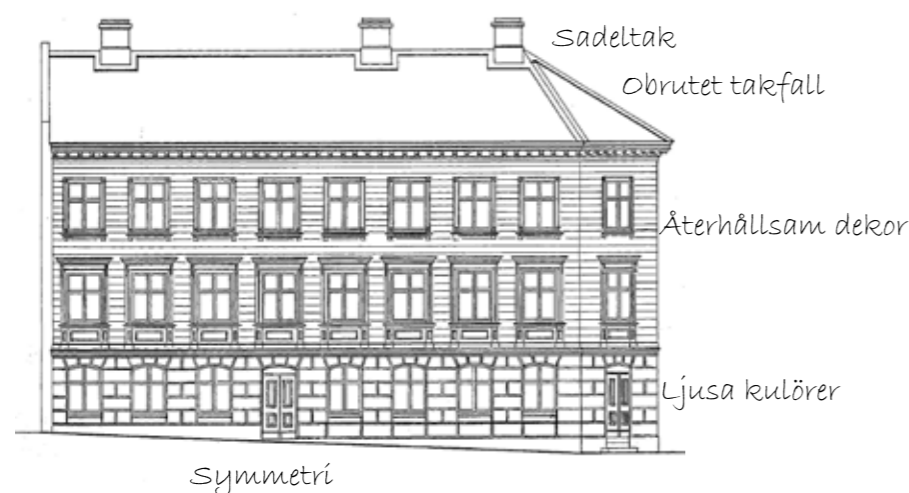 Sadeltak
Obrutet takfall
Återhållsam dekor
Ljusa kulörer
Symmetri